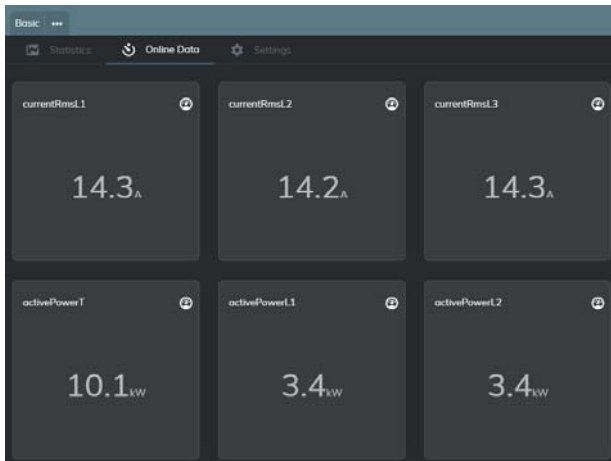 Basic •••
Statistics Online Data Settings
currentRmsL1 currentRmsL2 currentRmsL3
14.3A 14.2A 14.3A
activePowerT activePowerL1 activePowerL2
10.1kW 3.4kW 3.4kW